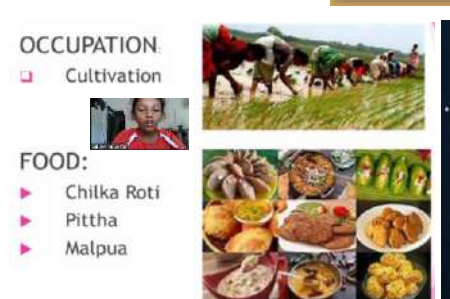 OCCUPATION:
Cultivation
FOOD:
Chilka Roti
Pittha
Malpua